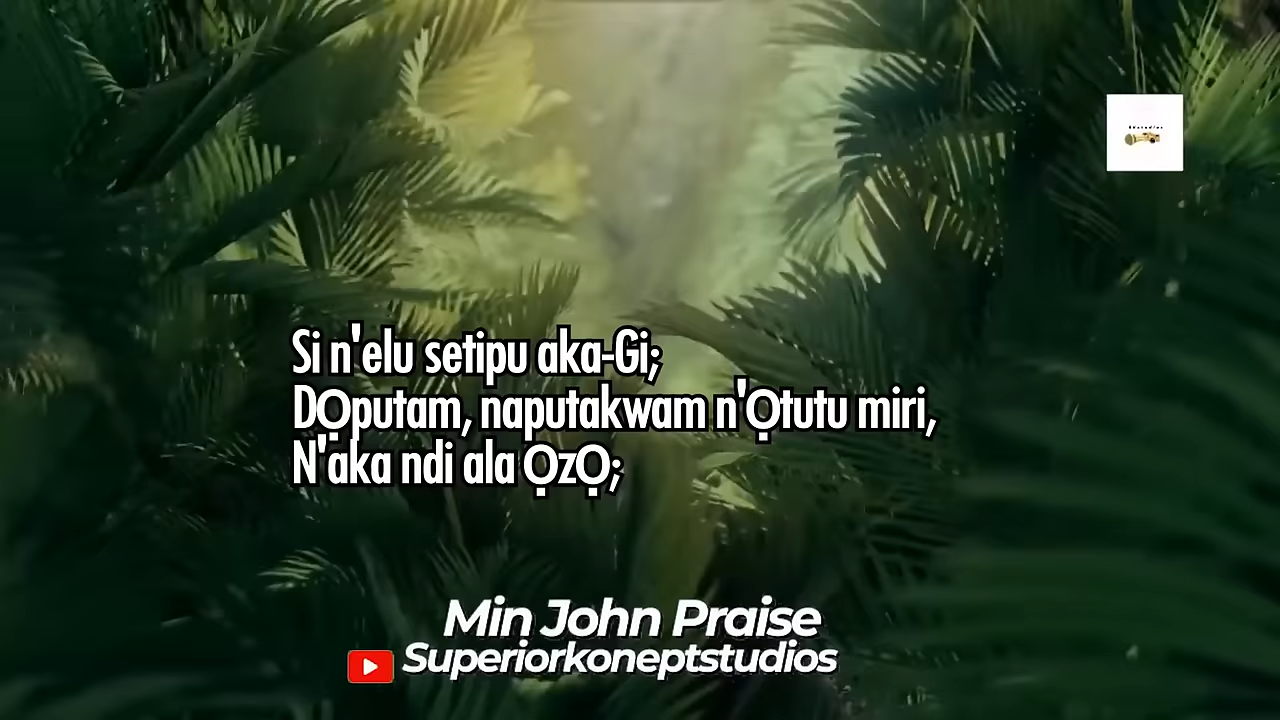 Si n'elu setipu aka-Gi;
DỌputam, naputakwam n'Ọtutu miri,
N'aka ndi ala ỌzỌ;
Min John Praise
Superiorkoneptstudios